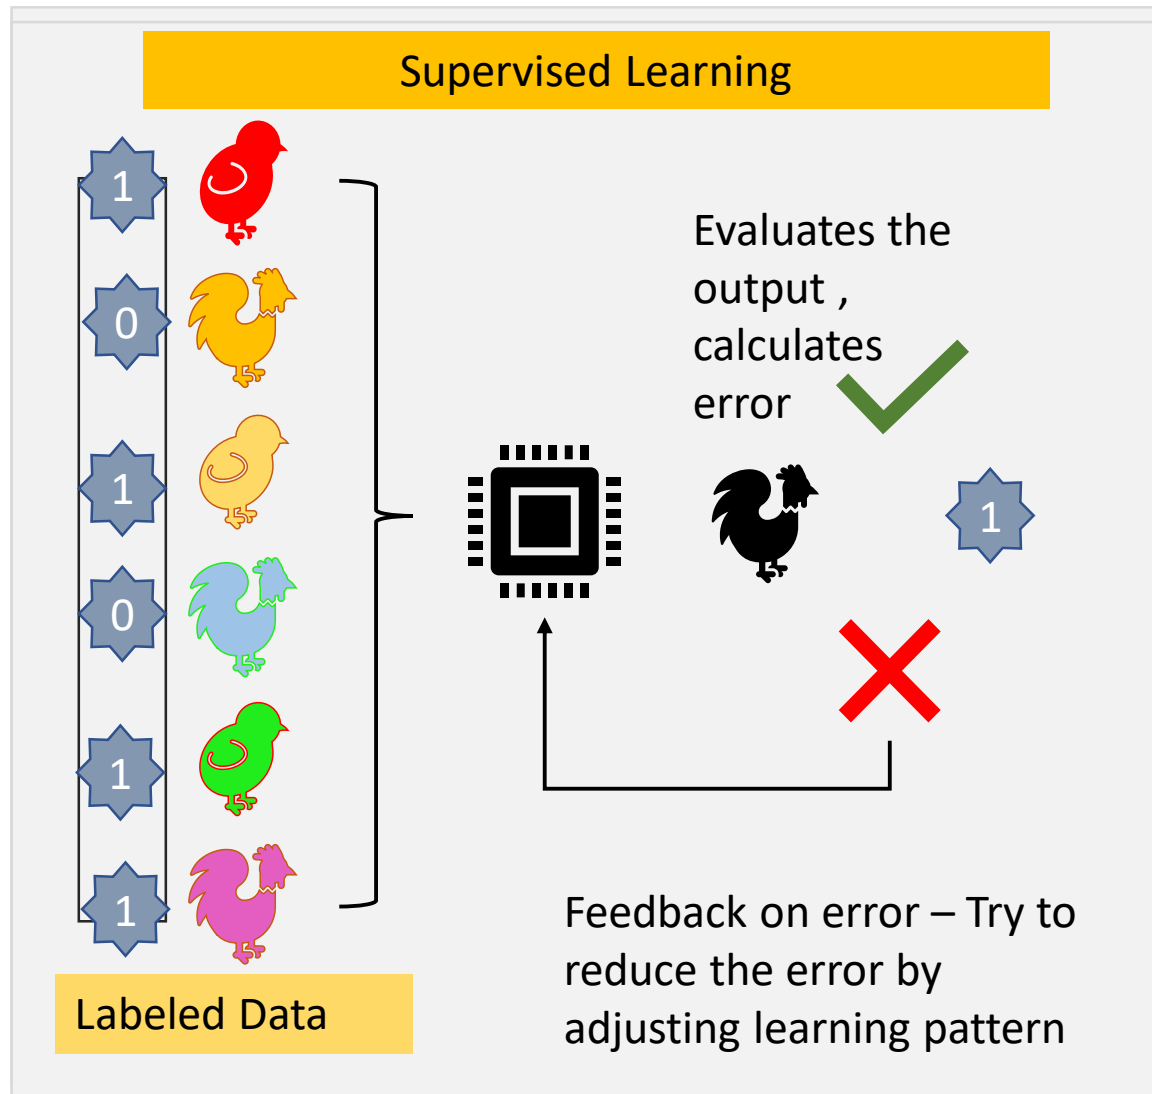 Supervised Learning
1
0
1
0
1
1
Labeled Data
Evaluates the
output ,
calculates
error
1
Feedback on error – Try to
reduce the error by
adjusting learning pattern